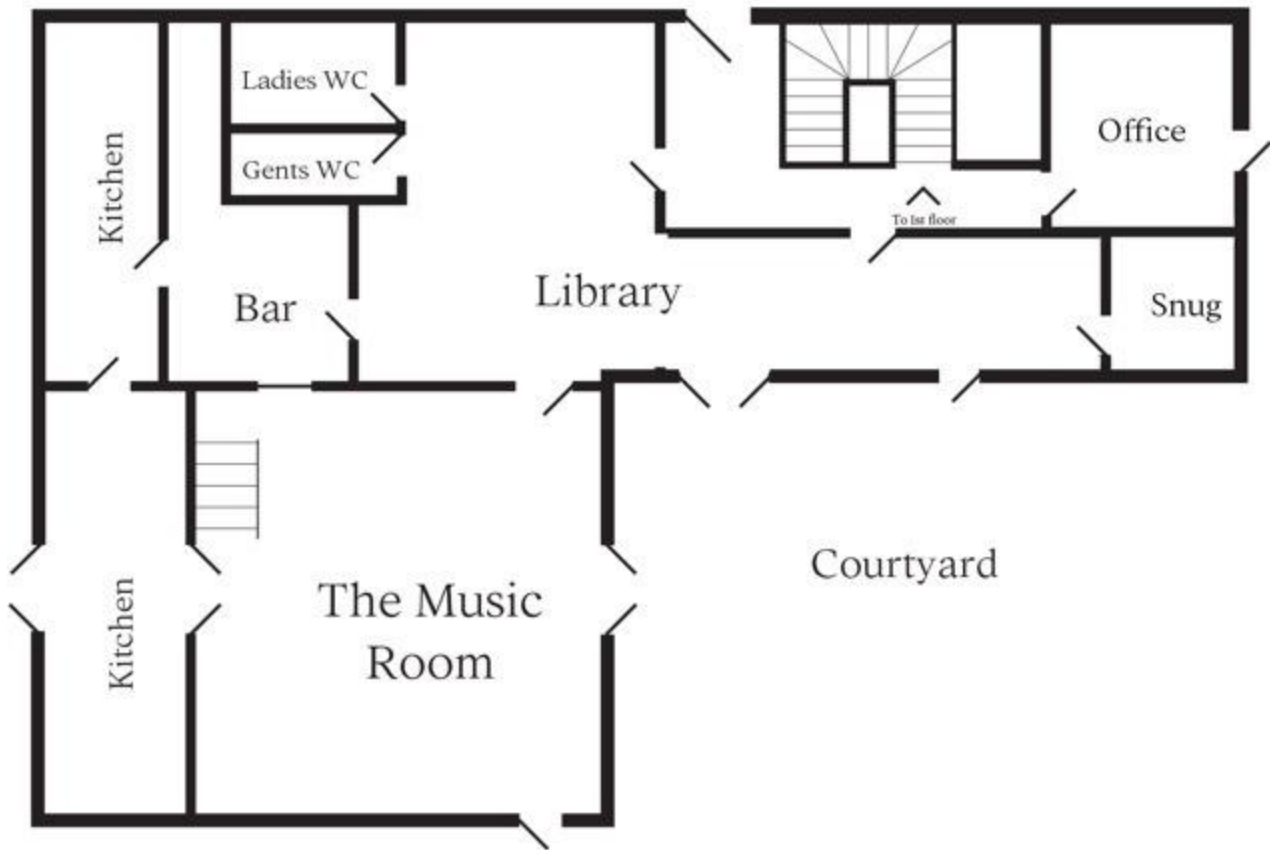 Ladies WC
Gents WC
Kitchen
Office
To 1st floor
Bar
Library
Snug
Courtyard
Kitchen
The Music
Room